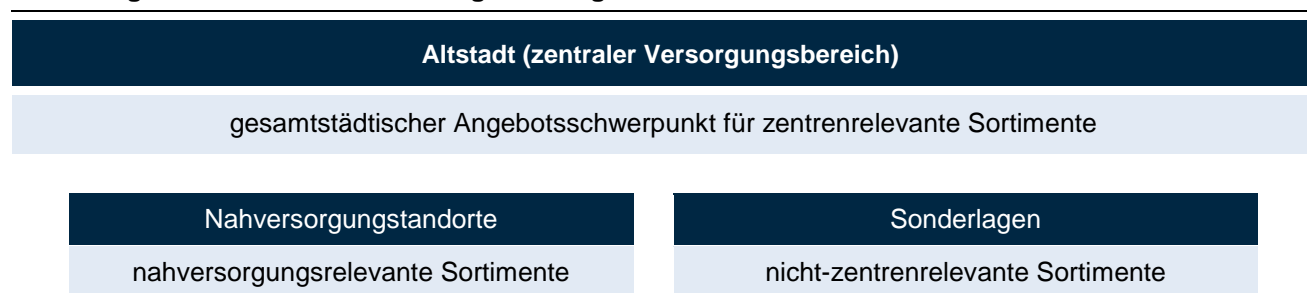 Altstadt (zentraler Versorgungsbereich)
gesamtstädtischer Angebotsschwerpunkt für zentrenrelevante Sortimente
Nahversorgungstandorte
Sonderlagen
nahversorgungsrelevante Sortimente
nicht-zentrenrelevante Sortimente